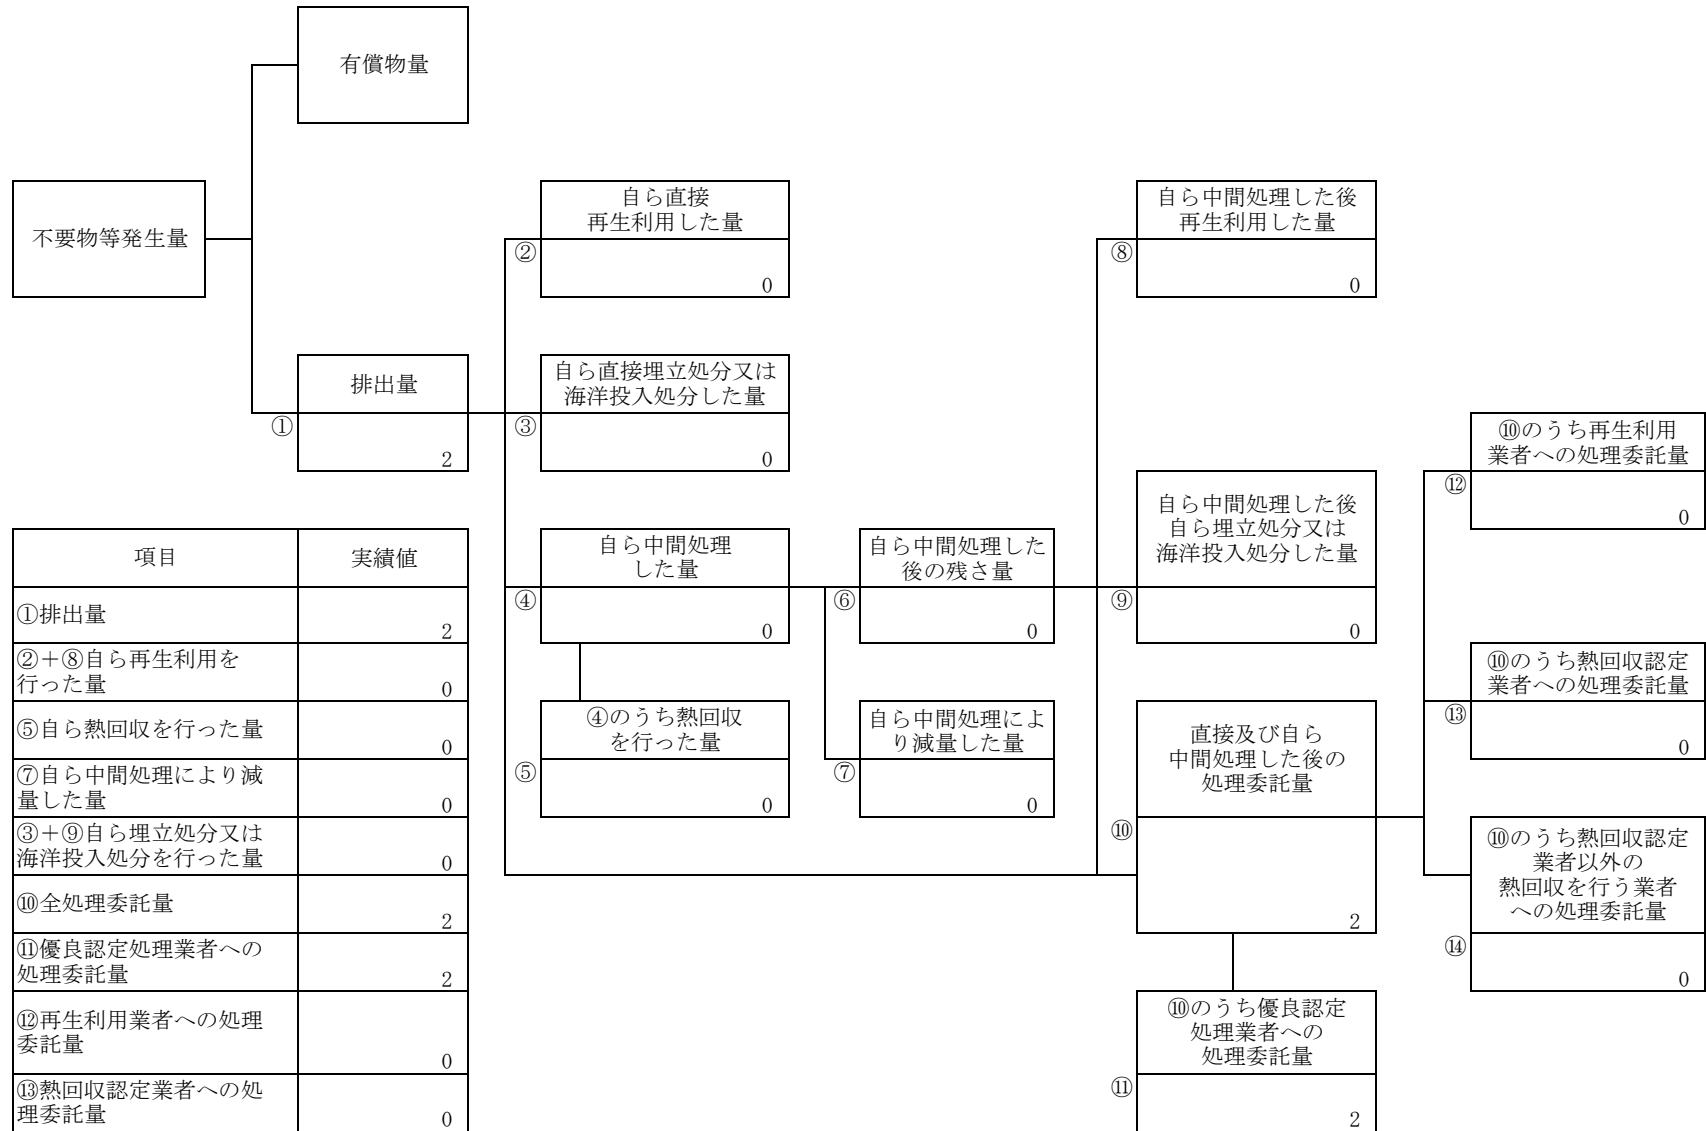 有償物量
不要物等発生量
自ら直接
再生利用した量
②
0
自ら中間処理した後
再生利用した量
⑧
0
排出量
①
2
自ら直接埋立処分又は
海洋投入処分した量
③
0
⑩のうち再生利用
業者への処理委託量
⑫
0
自ら中間処理
した量
④
0
自ら中間処理した
後の残さ量
⑥
0
自ら中間処理した後
自ら埋立処分又は
海洋投入処分した量
⑨
0
⑩のうち熱回収認定
業者への処理委託量
⑬
0
④のうち熱回収
を行った量
⑤
0
自ら中間処理によ
り減量した量
⑦
0
直接及び自ら
中間処理した後の
処理委託量
⑩
2
⑩のうち熱回収認定
業者以外の
熱回収を行う業者
への処理委託量
⑭
0
⑩のうち優良認定
処理業者への
処理委託量
⑪
2
項目
実績値
①排出量
2
②+⑧自ら再生利用を
行った量
0
⑤自ら熱回収を行った量
0
⑦自ら中間処理により減
量した量
0
③+⑨自ら埋立処分又は
海洋投入処分を行った量
0
⑩全処理委託量
2
⑪優良認定処理業者への
処理委託量
2
⑫再生利用業者への処理
委託量
0
⑬熱回収認定業者への処
理委託量
0